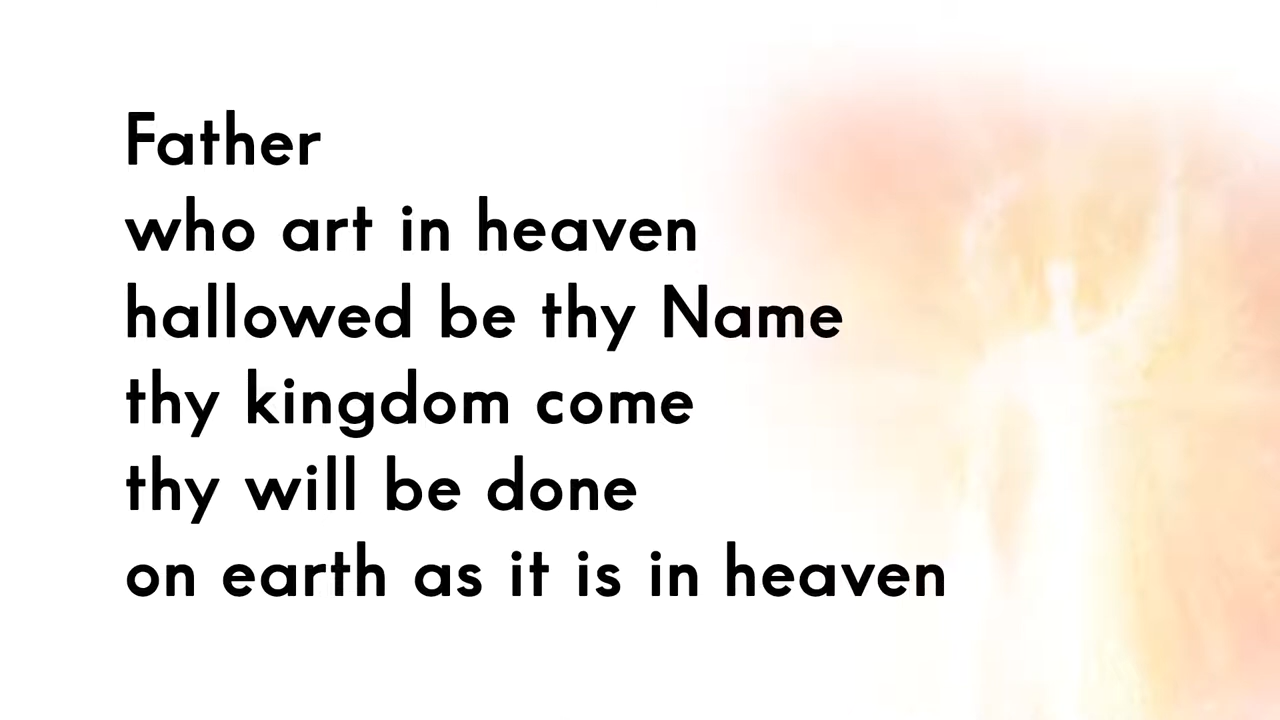 Father
who art in heaven
hallowed be thy Name
thy kingdom come
thy will be done
on earth as it is in heaven